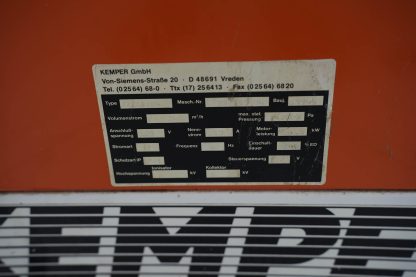 KEMPER GmbH
Von-Siemens-Straße 20 · D 48691 Vreden
Tel. (02564) 68-0 · Ttx (17) 256413 · Fax (02564) 6820
Type Masch.-Nr. Bauj.
Volumenstrom m³/h max. stat. Pressung Pa
Anschluß-spannung V Nenn-strom A Motor-leistung kW
Stromart Frequenz Hz Einschalt-dauer % ED
Schutzart IP Steuerspannung V
Ionisator Kollektor
Hochspannung kV kV
KEMPE